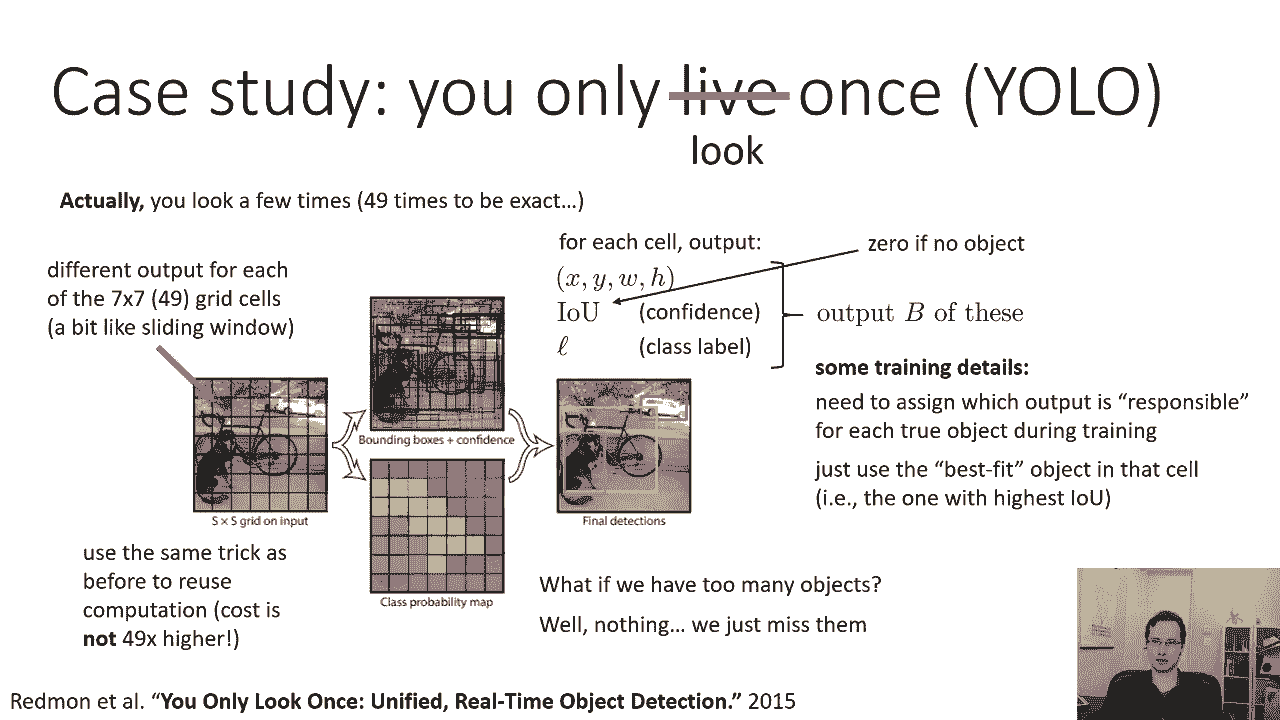 Case study: you only live once (YOLO)
look
Actually, you look a few times (49 times to be exact…)
different output for each
of the 7x7 (49) grid cells
(a bit like sliding window)
for each cell, output:
(x, y, w, h)
IoU (confidence)
ℓ (class label)
zero if no object
output B of these
some training details:
need to assign which output is “responsible”
for each true object during training
just use the “best-fit” object in that cell
(i.e., the one with highest IoU)
S × S grid on input
Bounding boxes + confidence
Class probability map
Final detections
use the same trick as
before to reuse
computation (cost is
not 49x higher!)
What if we have too many objects?
Well, nothing… we just miss them
Redmon et al. “You Only Look Once: Unified, Real-Time Object Detection.” 2015